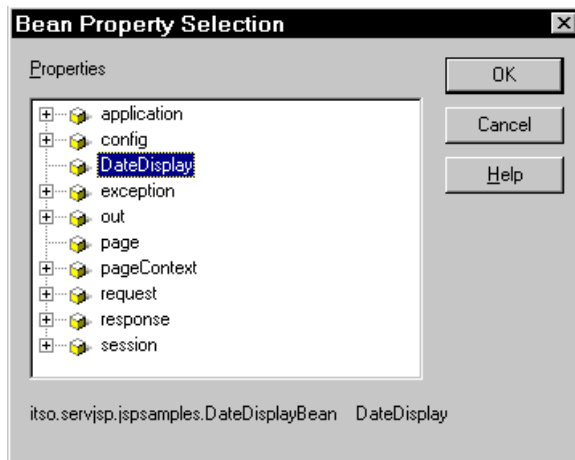 Bean Property Selection
Properties
OK
Cancel
Help
application
config
DateDisplay
exception
out
page
pageContext
request
response
session
itso.servjsp.jspsamples.DateDisplayBean DateDisplay